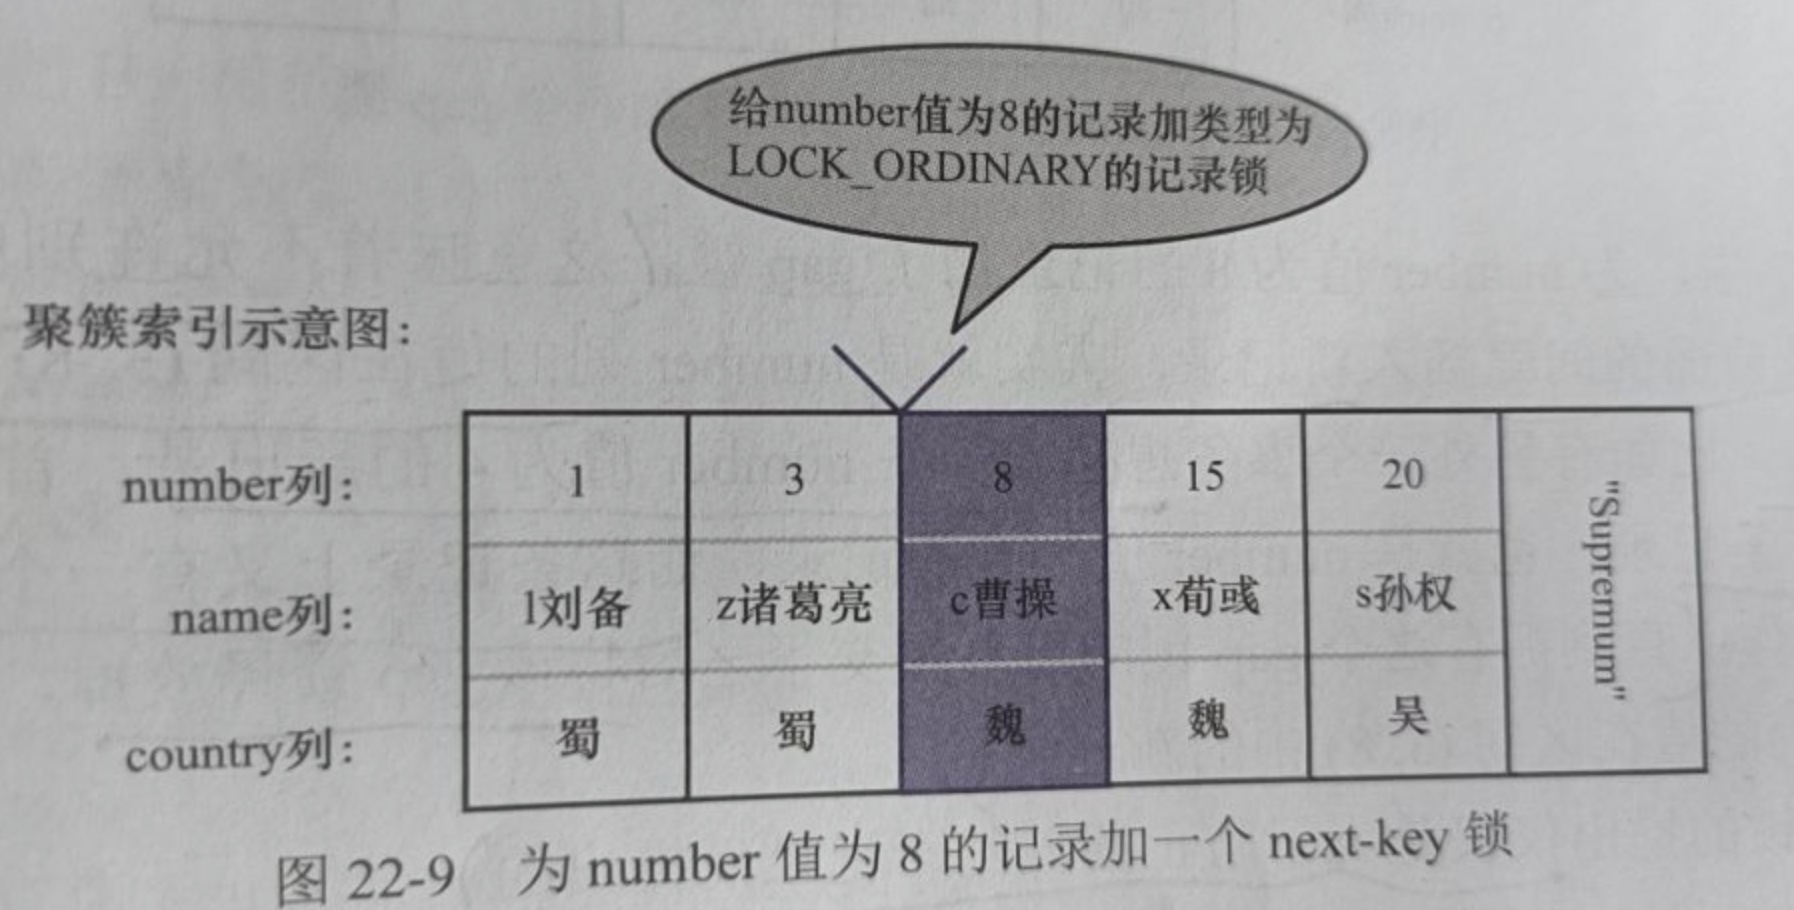 给number值为8的记录加类型为
LOCK_ORDINARY的记录锁
聚簇索引示意图：
number列： 1 3 8 15 20
name列： l刘备 z诸葛亮 c曹操 x荀彧 s孙权
country列： 蜀 蜀 魏 魏 吴
"Supremum"
图 22-9 为 number 值为 8 的记录加一个 next-key 锁